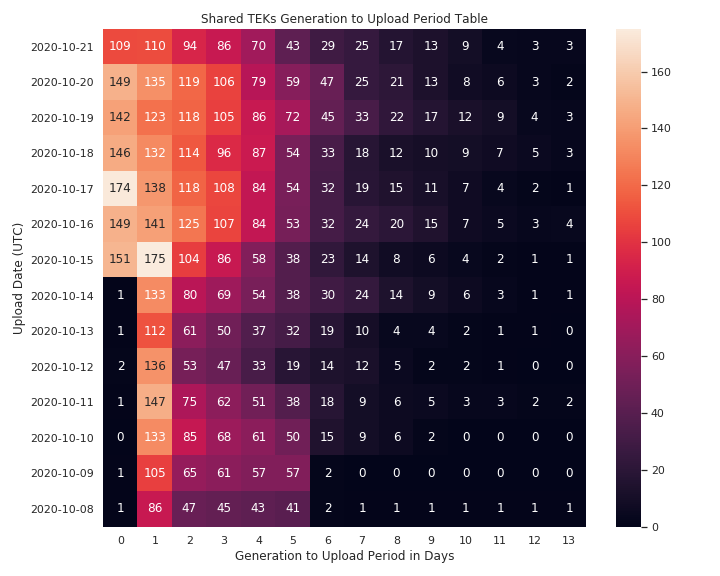 Shared TEKs Generation to Upload Period Table
Upload Date (UTC)
2020-10-21 109 110 94 86 70 43 29 25 17 13 9 4 3 3
2020-10-20 149 135 119 106 79 59 47 25 21 13 8 6 3 2
2020-10-19 142 123 118 105 86 72 45 33 22 17 12 9 4 3
2020-10-18 146 132 114 96 87 54 33 18 12 10 9 7 5 3
2020-10-17 174 138 118 108 84 54 32 19 15 11 7 4 2 1
2020-10-16 149 141 125 107 84 53 32 24 20 15 7 5 3 4
2020-10-15 151 175 104 86 58 38 23 14 8 6 4 2 1 1
2020-10-14 1 133 80 69 54 38 30 24 14 9 6 3 1 1
2020-10-13 1 112 61 50 37 32 19 10 4 4 2 1 1 0
2020-10-12 2 136 53 47 33 19 14 12 5 2 2 1 0 0
2020-10-11 1 147 75 62 51 38 18 9 6 5 3 3 2 2
2020-10-10 0 133 85 68 61 50 15 9 6 2 0 0 0 0
2020-10-09 1 105 65 61 57 57 2 0 0 0 0 0 0 0
2020-10-08 1 86 47 45 43 41 2 1 1 1 1 1 1 1
0 1 2 3 4 5 6 7 8 9 10 11 12 13
Generation to Upload Period in Days
160
140
120
100
80
60
40
20
0